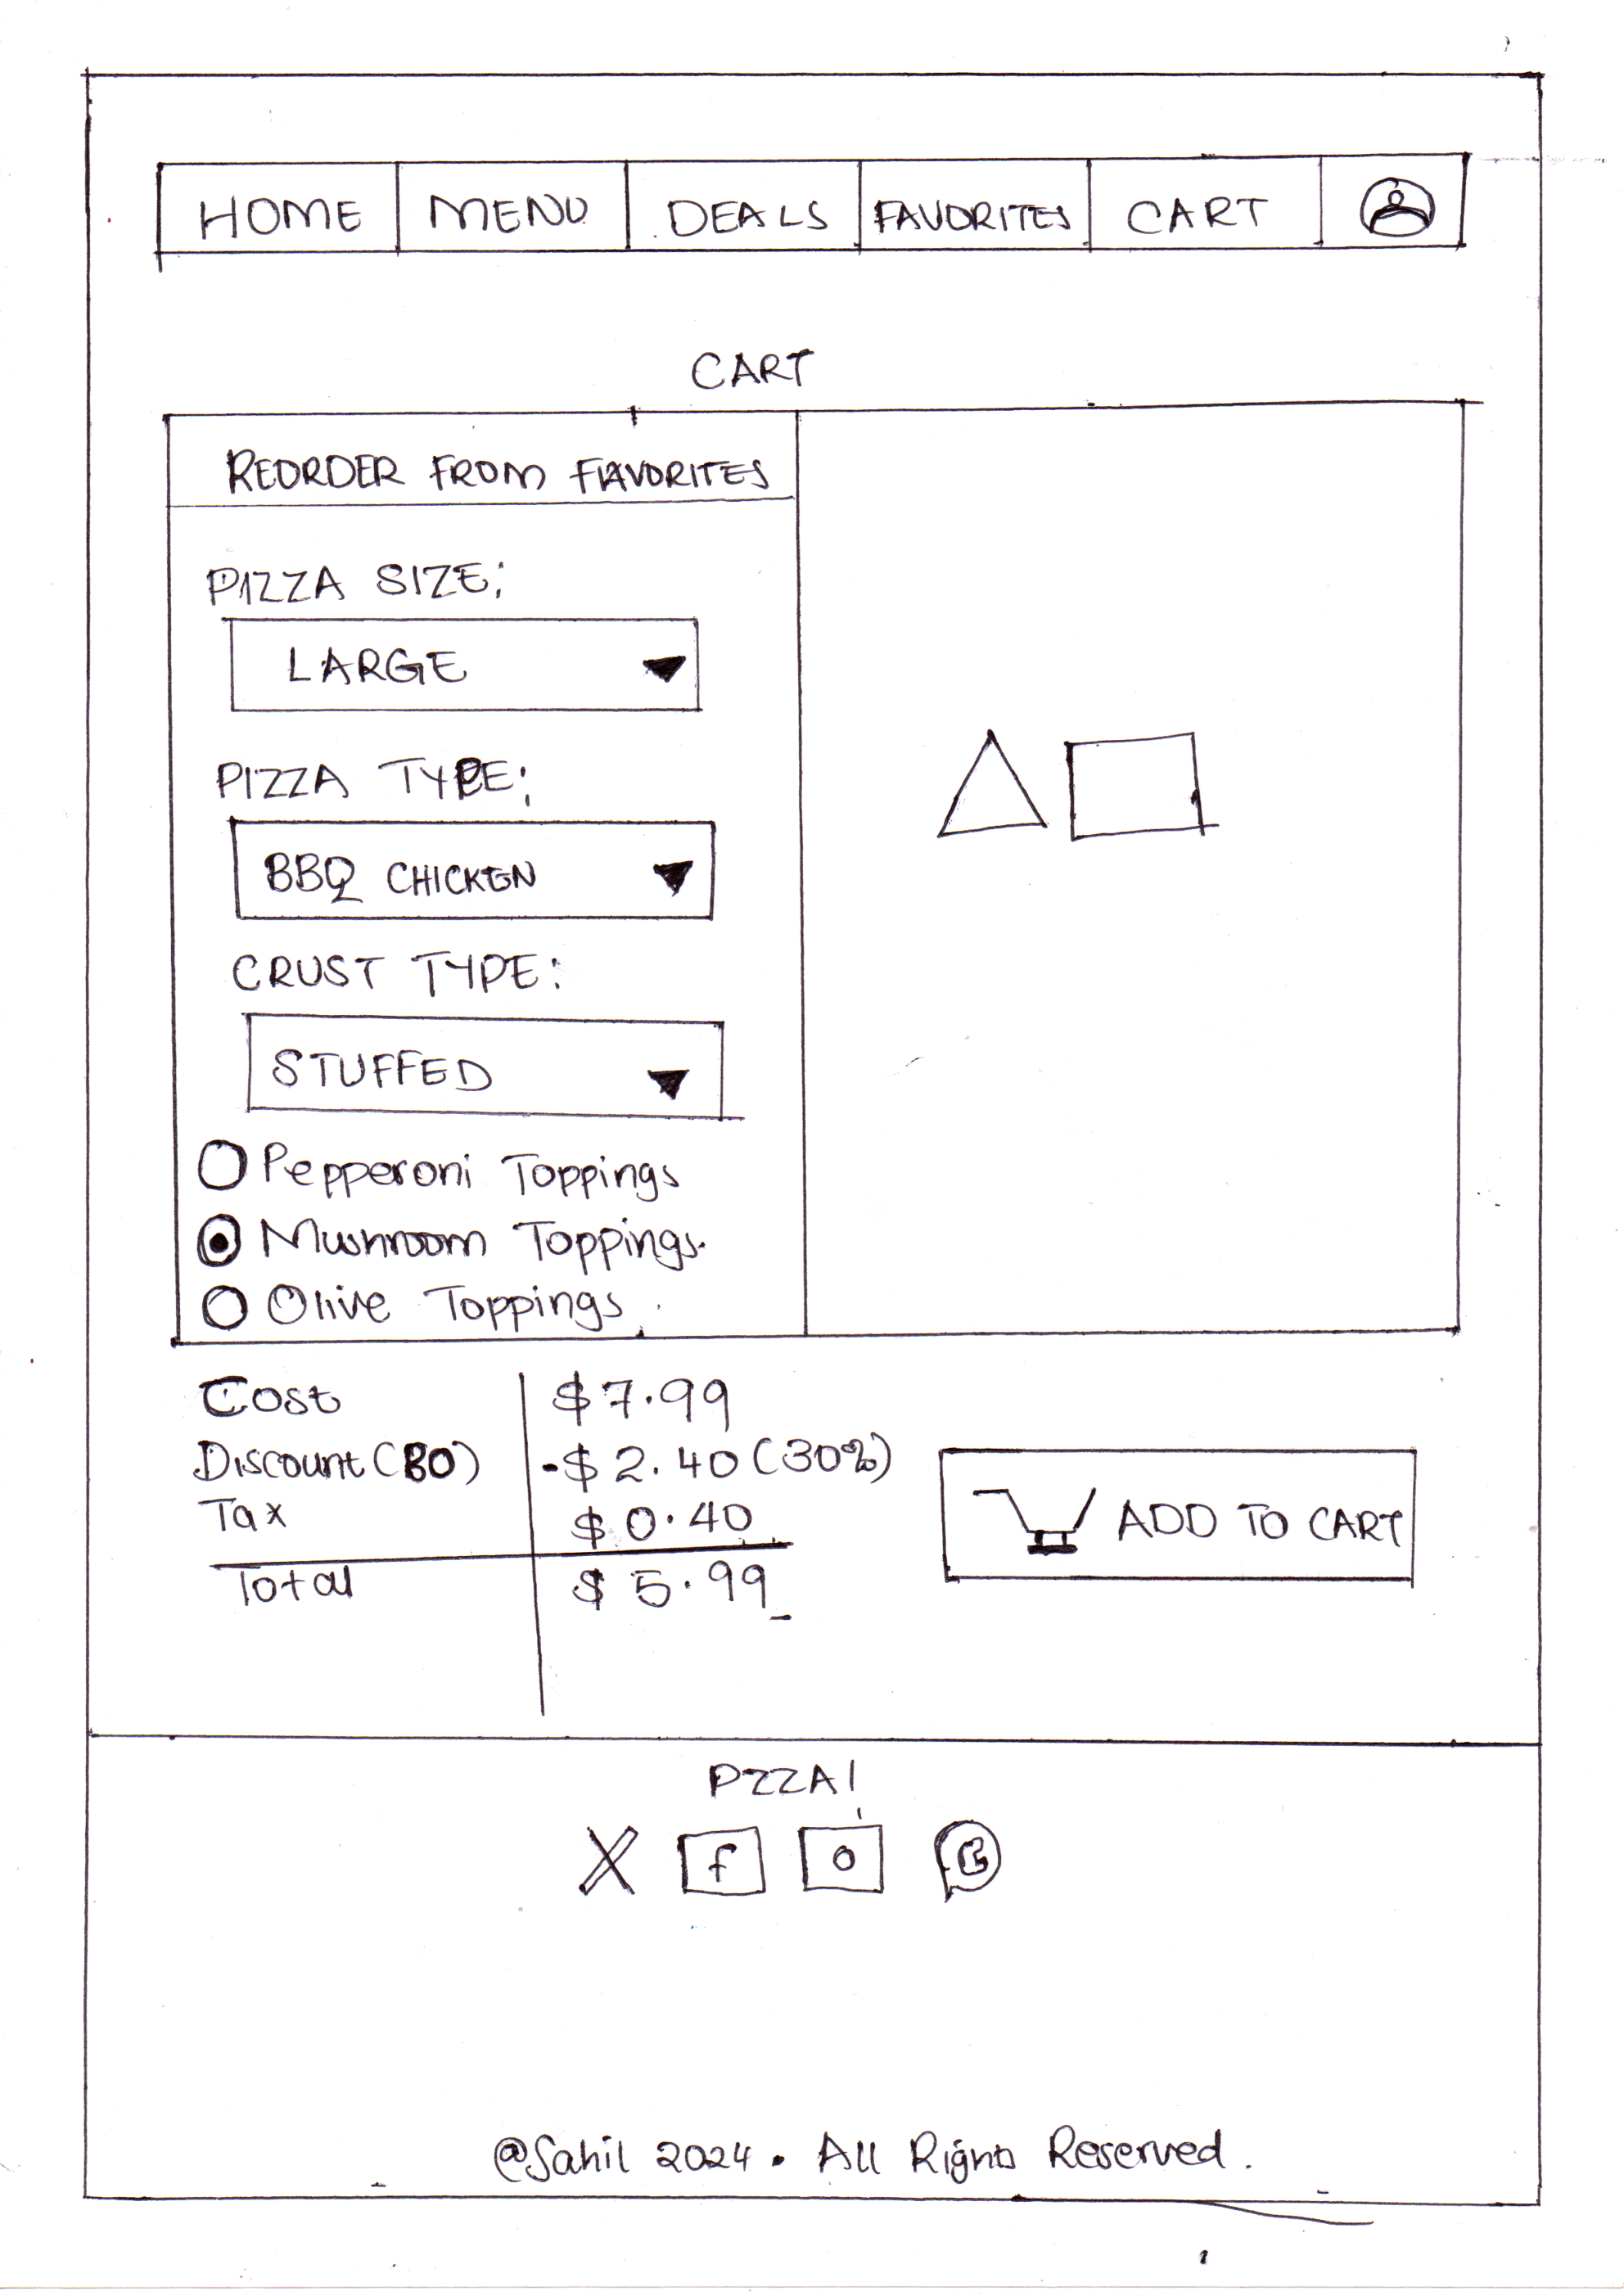 HOME MENU DEALS FAVORITES CART
CART
REORDER FROM FAVORITES
PIZZA SIZE:
LARGE
PIZZA TYPE:
BBQ CHICKEN
CRUST TYPE:
STUFFED
Pepperoni Toppings
Mushroom Toppings.
Olive Toppings.
Cost $7.99
Discount (80) -$2.40 (30%)
Tax $0.40
Total $5.99
ADD TO CART
PZZA!
X f o
@Sahil 2024. All Rights Reserved.